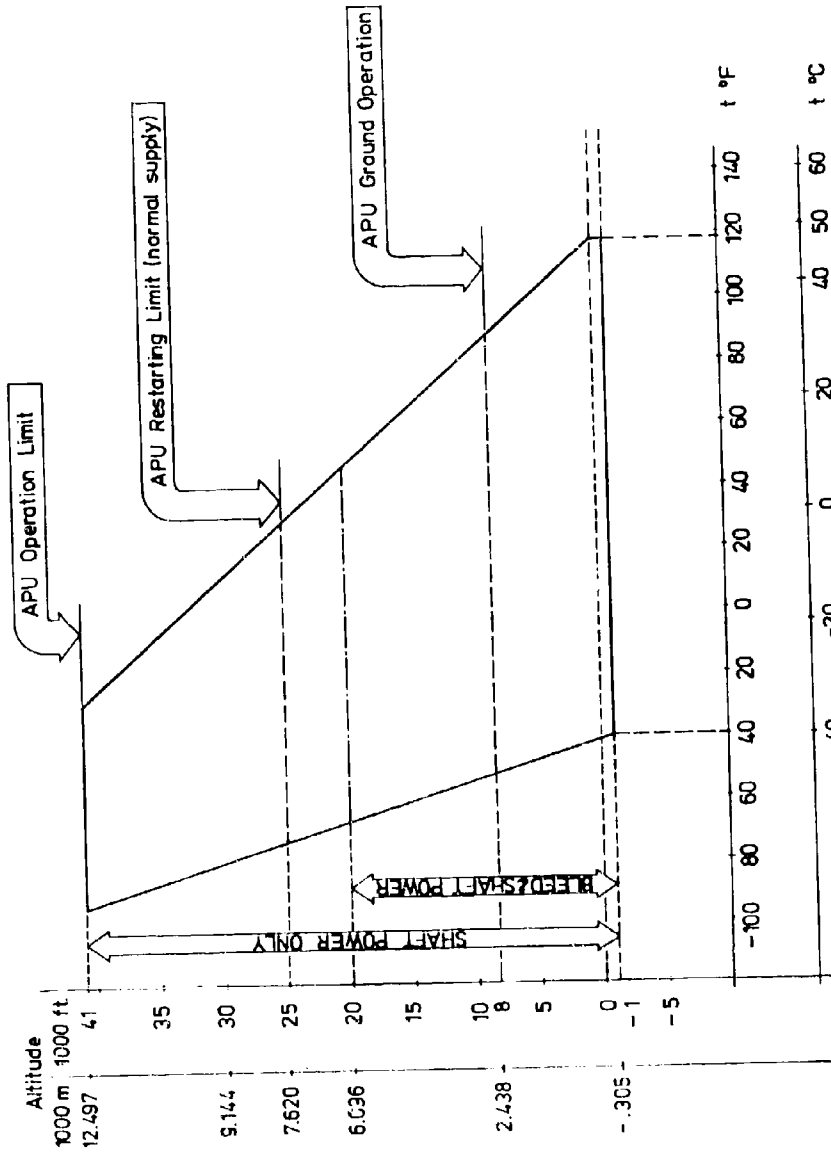 APU Operation Limit
APU Restarting Limit (normal supply)
APU Ground Operation
Altitude
1000 m 1000 ft.
12.497 41
35
9.144 30
7.620 25
6.096 20
15
10
2.438 8
5
0
-.305 -1
-5
SHAFT POWER ONLY
BLEED & SHAFT POWER
-100 80 60 40 20 0 20 40 60 80 100 120 140 t °F
-20 0 20 40 50 60 t °C